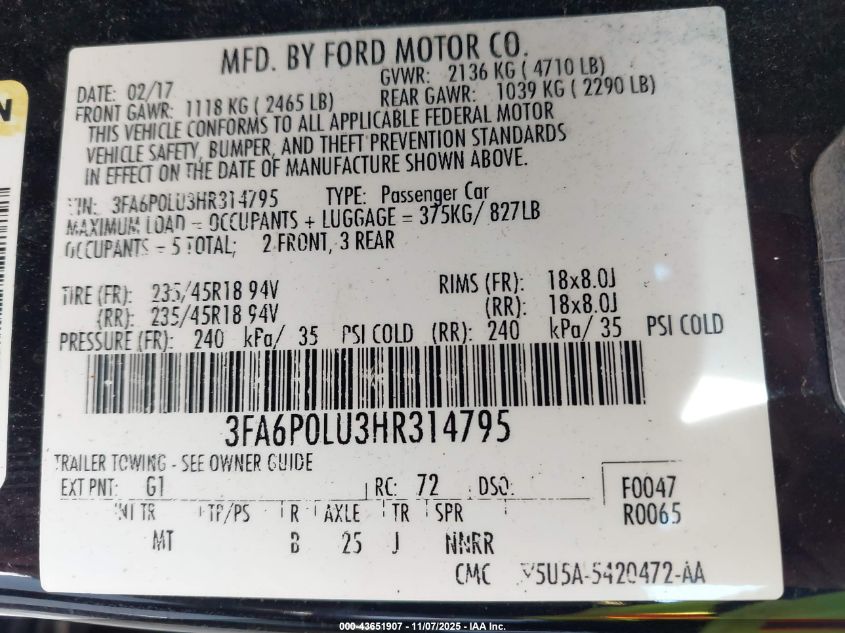 MFD. BY FORD MOTOR CO.
DATE: 02/17 GVWR: 2136 KG ( 4710 LB)
FRONT GAWR: 1118 KG ( 2465 LB) REAR GAWR: 1039 KG ( 2290 LB)
THIS VEHICLE CONFORMS TO ALL APPLICABLE FEDERAL MOTOR
VEHICLE SAFETY, BUMPER, AND THEFT PREVENTION STANDARDS
IN EFFECT ON THE DATE OF MANUFACTURE SHOWN ABOVE.
VIN: 3FA6P0LU3HR314795 TYPE: Passenger Car
MAXIMUM LOAD = OCCUPANTS + LUGGAGE = 375KG/ 827LB
OCCUPANTS = 5 TOTAL; 2 FRONT, 3 REAR
TIRE (FR): 235/45R18 94V RIMS (FR): 18x8.0J
(RR): 235/45R18 94V (RR): 18x8.0J
PRESSURE (FR): 240 kPa/ 35 PSI COLD (RR): 240 kPa/ 35 PSI COLD
3FA6P0LU3HR314795
TRAILER TOWING - SEE OWNER GUIDE
EXT PNT: G1 RC: 72 DSO: F0047
INT TR TP/PS R AXLE TR SPR R0065
MT B 25 J NNRR
CMC 5U5A-5420472-AA
N
000-43651907 - 11/07/2025 - IAA Inc.